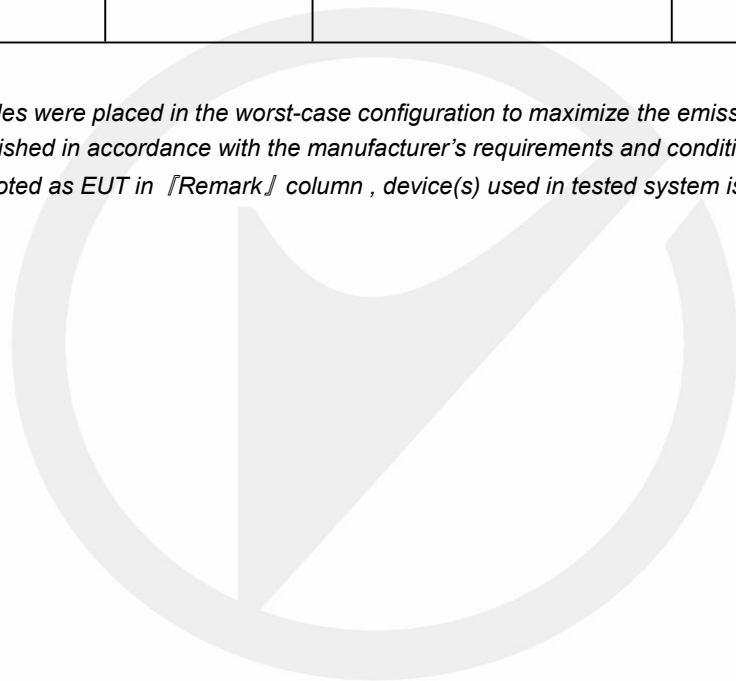 les were placed in the worst-case configuration to maximize the emiss
ished in accordance with the manufacturer’s requirements and conditi
oted as EUT in『Remark』column , device(s) used in tested system is